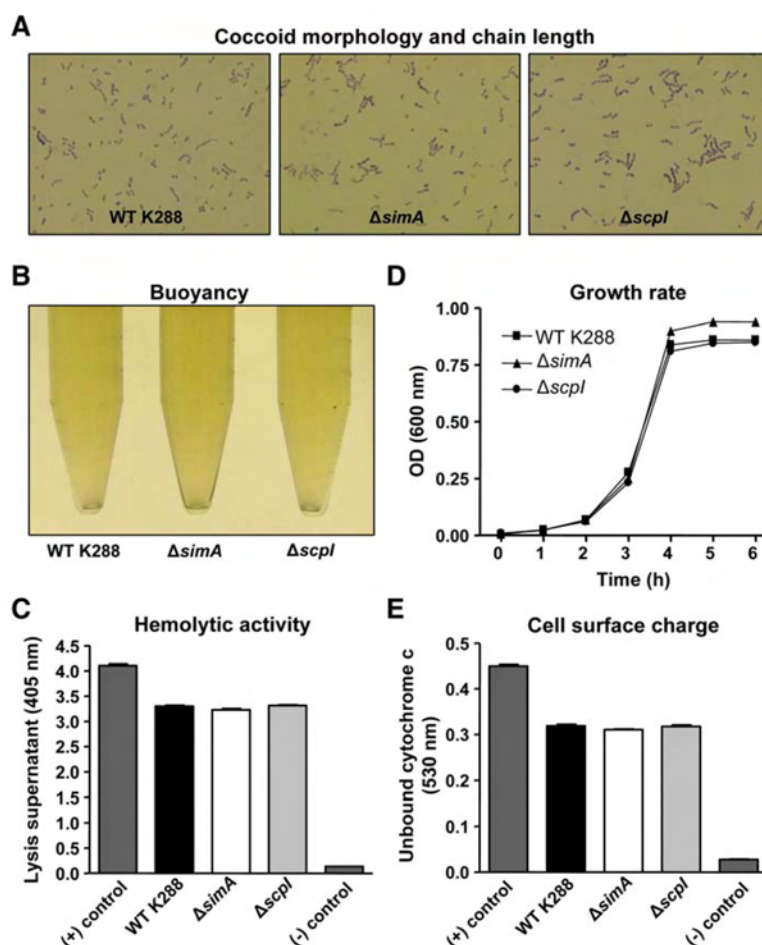 A
Coccoid morphology and chain length
WT K288
ΔsimA
ΔscpI
B
Buoyancy
WT K288
ΔsimA
ΔscpI
D
Growth rate
WT K288
ΔsimA
ΔscpI
OD (600 nm)
1.00
0.75
0.50
0.25
0.00
0 1 2 3 4 5 6
Time (h)
C
Hemolytic activity
Lysis supernatant (405 nm)
4.5
4.0
3.5
3.0
2.5
2.0
1.5
1.0
0.5
0.0
(+) control
WT K288
ΔsimA
ΔscpI
(-) control
E
Cell surface charge
Unbound cytochrome c
(530 nm)
0.5
0.4
0.3
0.2
0.1
0.0
(+) control
WT K288
ΔsimA
ΔscpI
(-) control